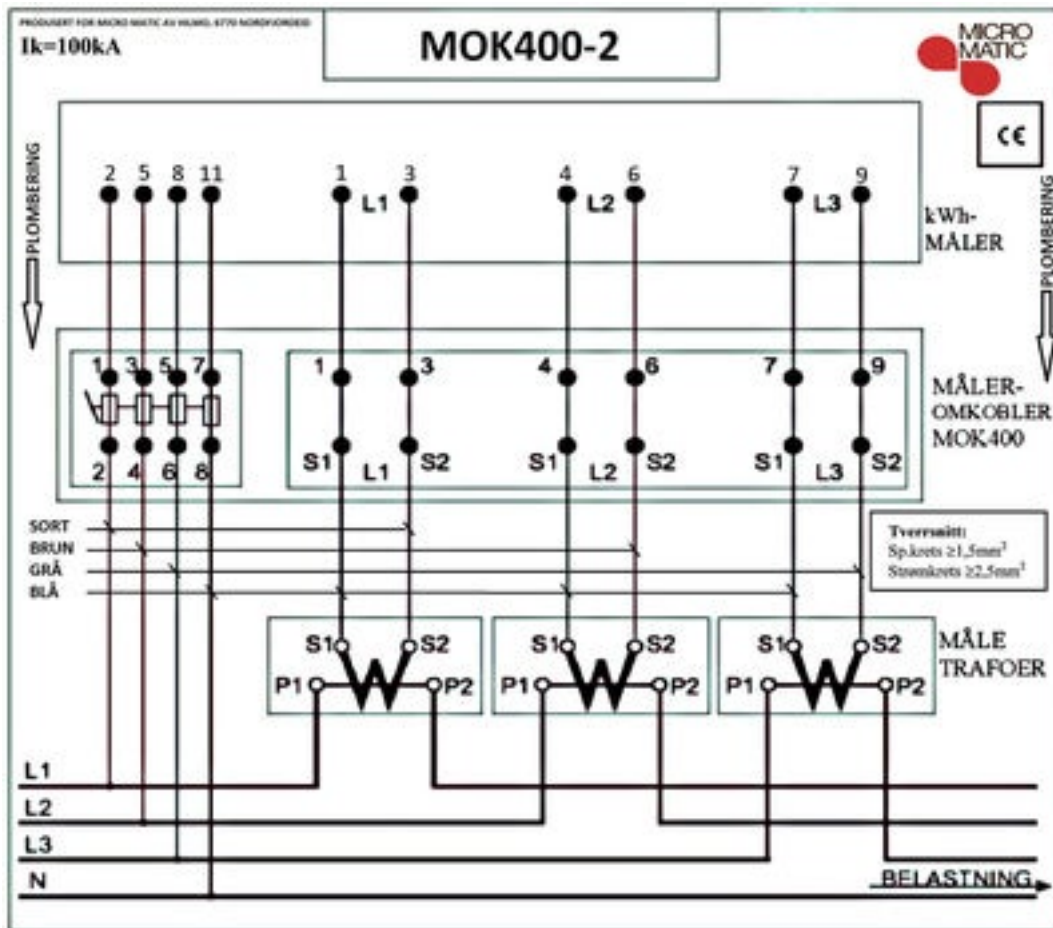 PRODUSERT FOR MICRO MATIC AV HUMO, 6770 NORDFJORDEID
Ik=100kA
MOK400-2
MICRO
MATIC
CE
PLOMBERING
PLOMBERING
2 5 8 11 1 3 4 6 7 9
L1 L2 L3
kWh-
MÅLER
1 3 5 7 1 3 4 6 7 9
MÅLER-
OMKOBLER
MOK400
2 4 6 8 S1 L1 S2 S1 L2 S2 S1 L3 S2
SORT
BRUN
GRÅ
BLÅ
Tverrsnitt:
Sp.krets ≥1,5mm²
Strømkrets ≥2,5mm²
S1 S2 S1 S2 S1 S2
MÅLE
TRAFOER
P1 P2 P1 P2 P1 P2
L1
L2
L3
N
BELASTNING